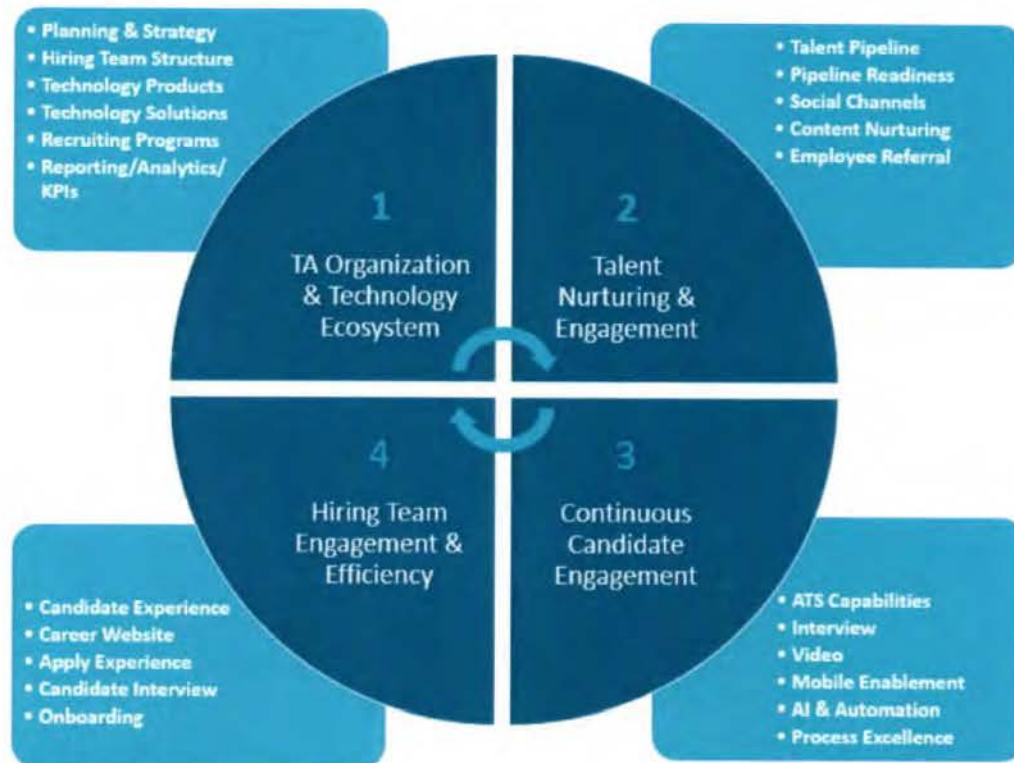 • Planning & Strategy
• Hiring Team Structure
• Technology Products
• Technology Solutions
• Recruiting Programs
• Reporting/Analytics/
KPIs
• Talent Pipeline
• Pipeline Readiness
• Social Channels
• Content Nurturing
• Employee Referral
1
TA Organization
& Technology
Ecosystem
2
Talent
Nurturing &
Engagement
4
Hiring Team
Engagement &
Efficiency
3
Continuous
Candidate
Engagement
• Candidate Experience
• Career Website
• Apply Experience
• Candidate Interview
• Onboarding
• ATS Capabilities
• Interview
• Video
• Mobile Enablement
• AI & Automation
• Process Excellence